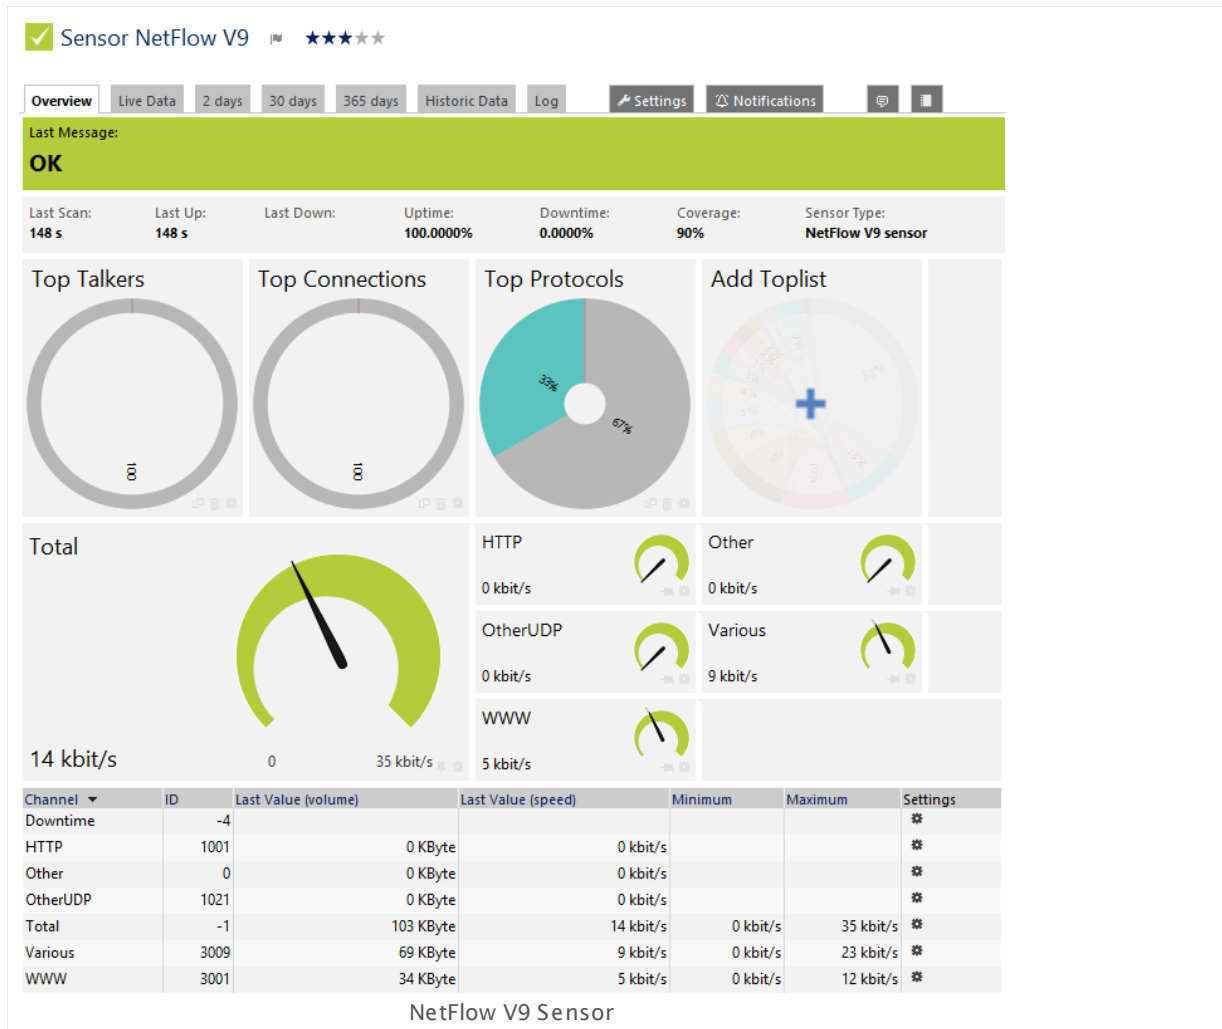 Sensor NetFlow V9
Overview Live Data 2 days 30 days 365 days Historic Data Log Settings Notifications
Last Message:
OK
Last Scan: Last Up: Last Down: Uptime: Downtime: Coverage: Sensor Type:
148 s 148 s 100.0000% 0.0000% 90% NetFlow V9 sensor
Top Talkers Top Connections Top Protocols Add Toplist
33%
67%
100 100
Total
HTTP Other
0 kbit/s 0 kbit/s
OtherUDP Various
0 kbit/s 9 kbit/s
WWW
14 kbit/s 0 35 kbit/s 5 kbit/s
Channel ID Last Value (volume) Last Value (speed) Minimum Maximum Settings
Downtime -4
HTTP 1001 0 KByte 0 kbit/s
Other 0 0 KByte 0 kbit/s
OtherUDP 1021 0 KByte 0 kbit/s
Total -1 103 KByte 14 kbit/s 0 kbit/s 35 kbit/s
Various 3009 69 KByte 9 kbit/s 0 kbit/s 23 kbit/s
WWW 3001 34 KByte 5 kbit/s 0 kbit/s 12 kbit/s
NetFlow V9 Sensor